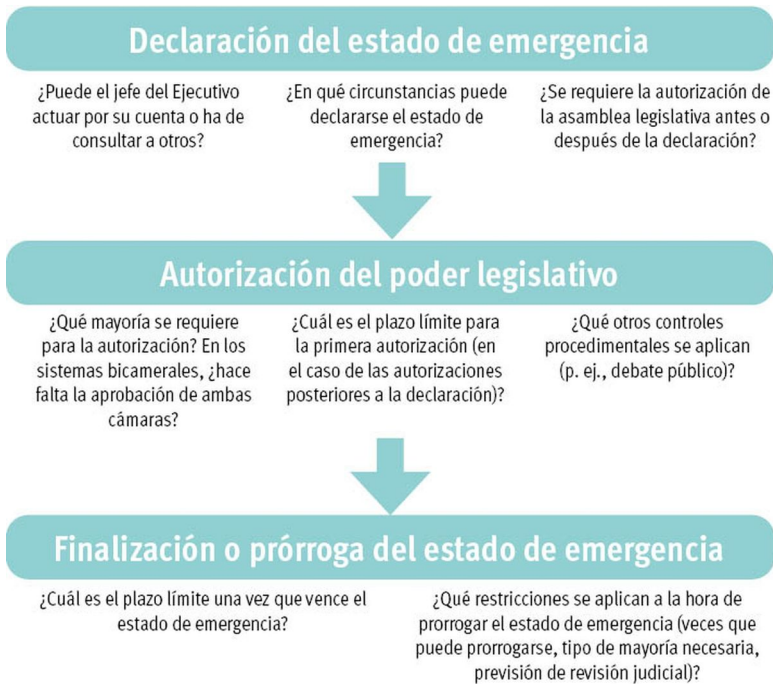 Declaración del estado de emergencia
¿Puede el jefe del Ejecutivo
actuar por su cuenta o ha de
consultar a otros?
¿En qué circunstancias puede
declararse el estado de
emergencia?
¿Se requiere la autorización de
la asamblea legislativa antes o
después de la declaración?
Autorización del poder legislativo
¿Qué mayoría se requiere
para la autorización? En los
sistemas bicamerales, ¿hace
falta la aprobación de ambas
cámaras?
¿Cuál es el plazo límite para
la primera autorización (en
el caso de las autorizaciones
posteriores a la declaración)?
¿Qué otros controles
procedimentales se aplican
(p. ej., debate público)?
Finalización o prórroga del estado de emergencia
¿Cuál es el plazo límite una vez que vence el
estado de emergencia?
¿Qué restricciones se aplican a la hora de
prorrogar el estado de emergencia (veces que
puede prorrogarse, tipo de mayoría necesaria,
previsión de revisión judicial)?